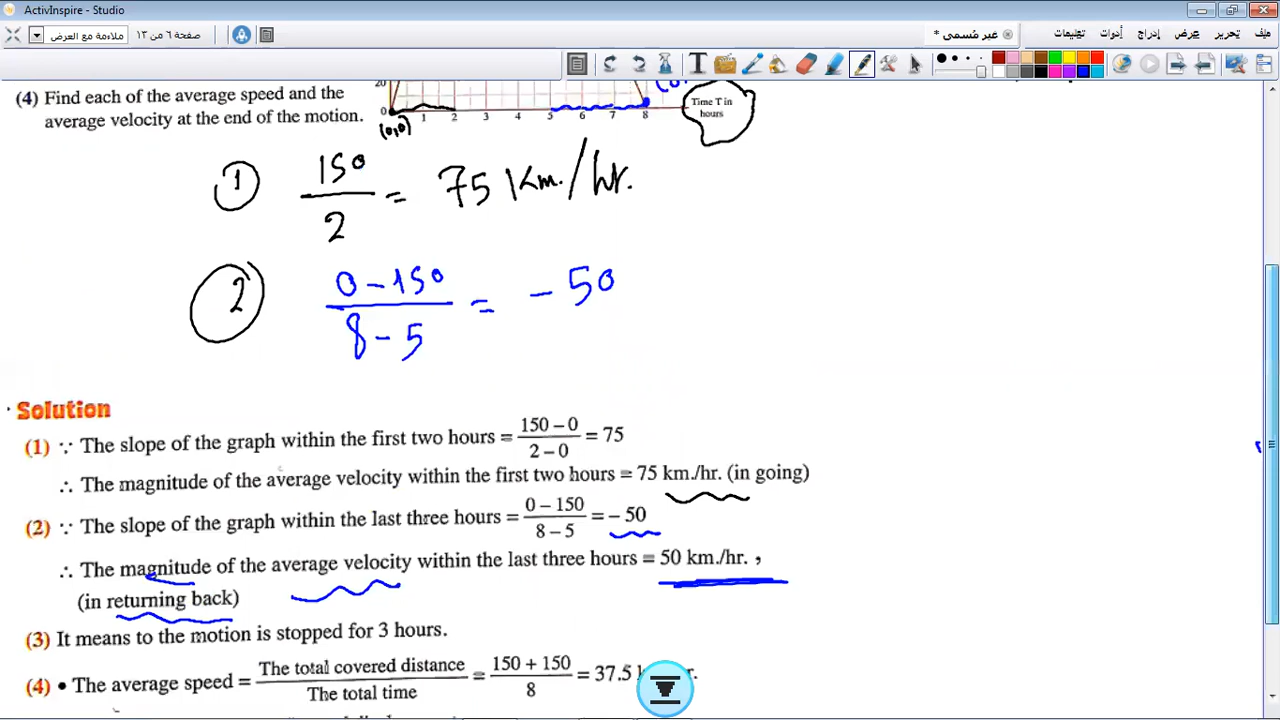 ActivInspire - Studio
ملاءمة مع العرض
صفحة ٦ من ١٣
غير مُسمى *
ملف تحرير عرض إدراج أدوات تعليمات
(4) Find each of the average speed and the
average velocity at the end of the motion.
20
0 1 2 3 4 5 6 7 8
(0,0)
Time T in
hours
1 150/2 = 75 Km./hr.
2 0-150/8-5 = -50
Solution
(1) ∵ The slope of the graph within the first two hours = 150 – 0/2 – 0 = 75
∴ The magnitude of the average velocity within the first two hours = 75 km./hr. (in going)
(2) ∵ The slope of the graph within the last three hours = 0 – 150/8 – 5 = – 50
∴ The magnitude of the average velocity within the last three hours = 50 km./hr. ,
(in returning back)
(3) It means to the motion is stopped for 3 hours.
(4) • The average speed = The total covered distance/The total time = 150 + 150/8 = 37.5